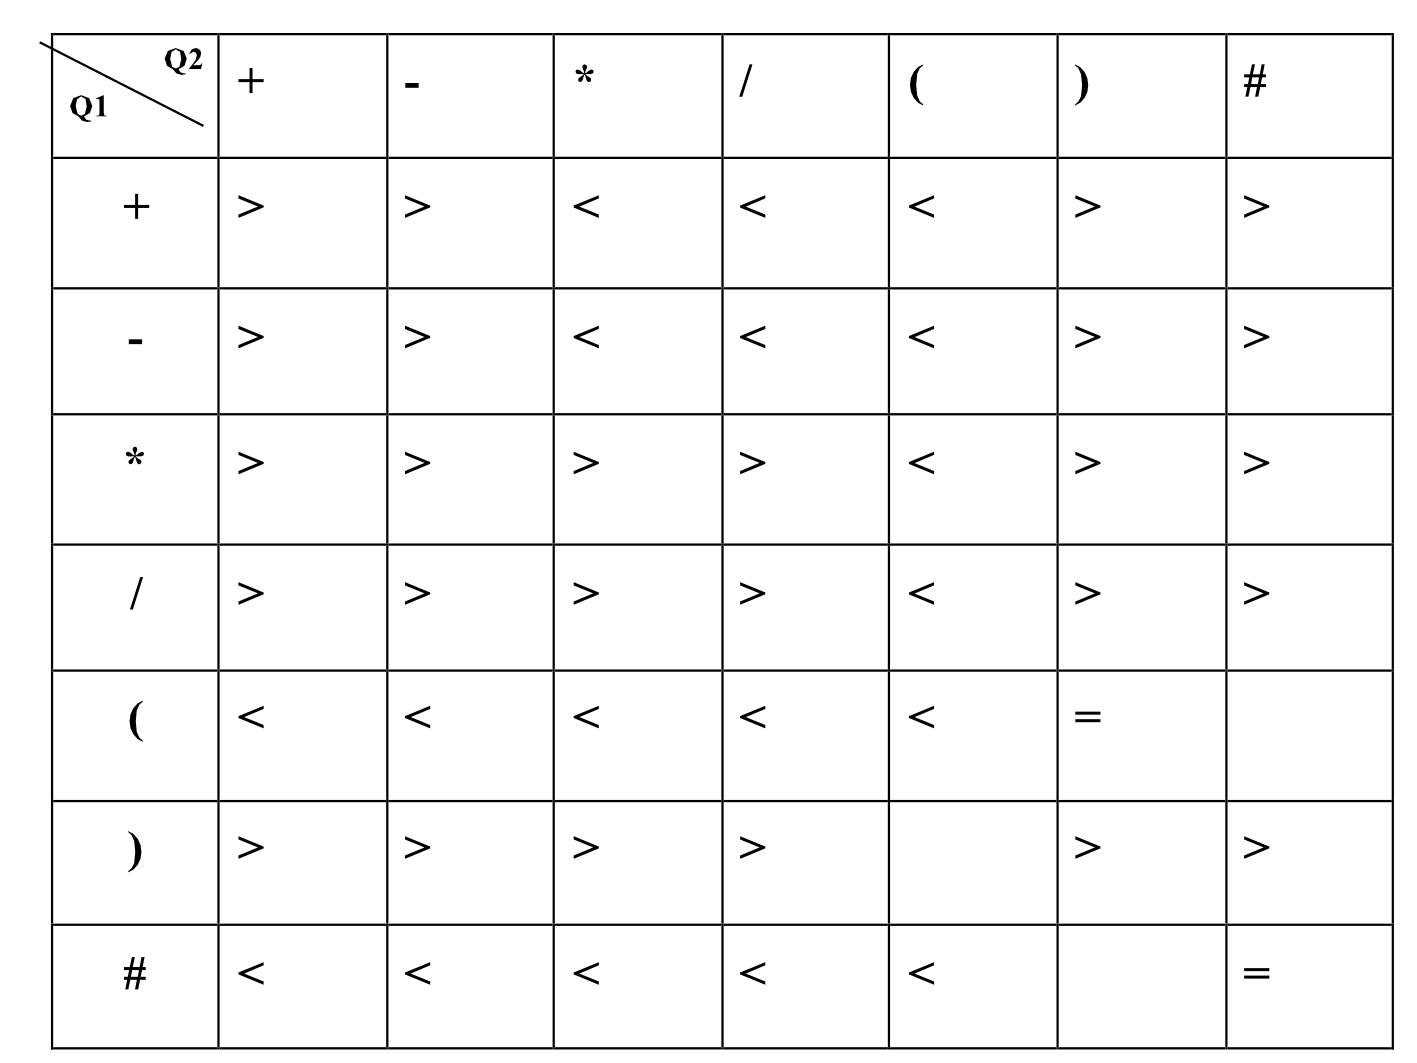 Q2
Q1 + - * / ( ) #
+ > > < < < > >
- > > < < < > >
* > > > > < > >
/ > > > > < > >
( < < < < < =
) > > > > > >
# < < < < < =